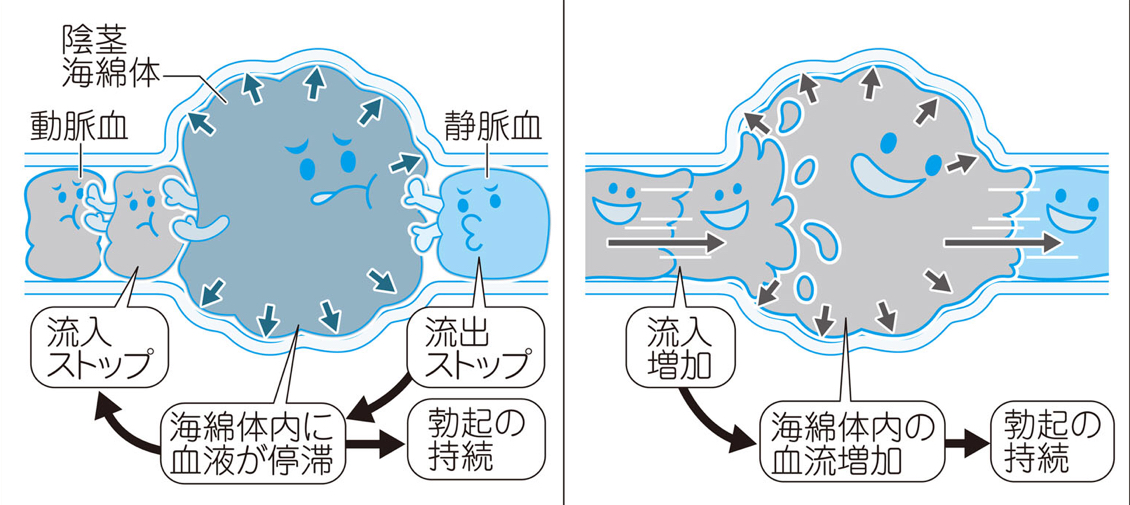 陰茎
海綿体
動脈血
静脈血
流入
ストップ
流出
ストップ
海綿体内に
血液が停滞
勃起の
持続
流入
増加
海綿体内の
血流増加
勃起の
持続